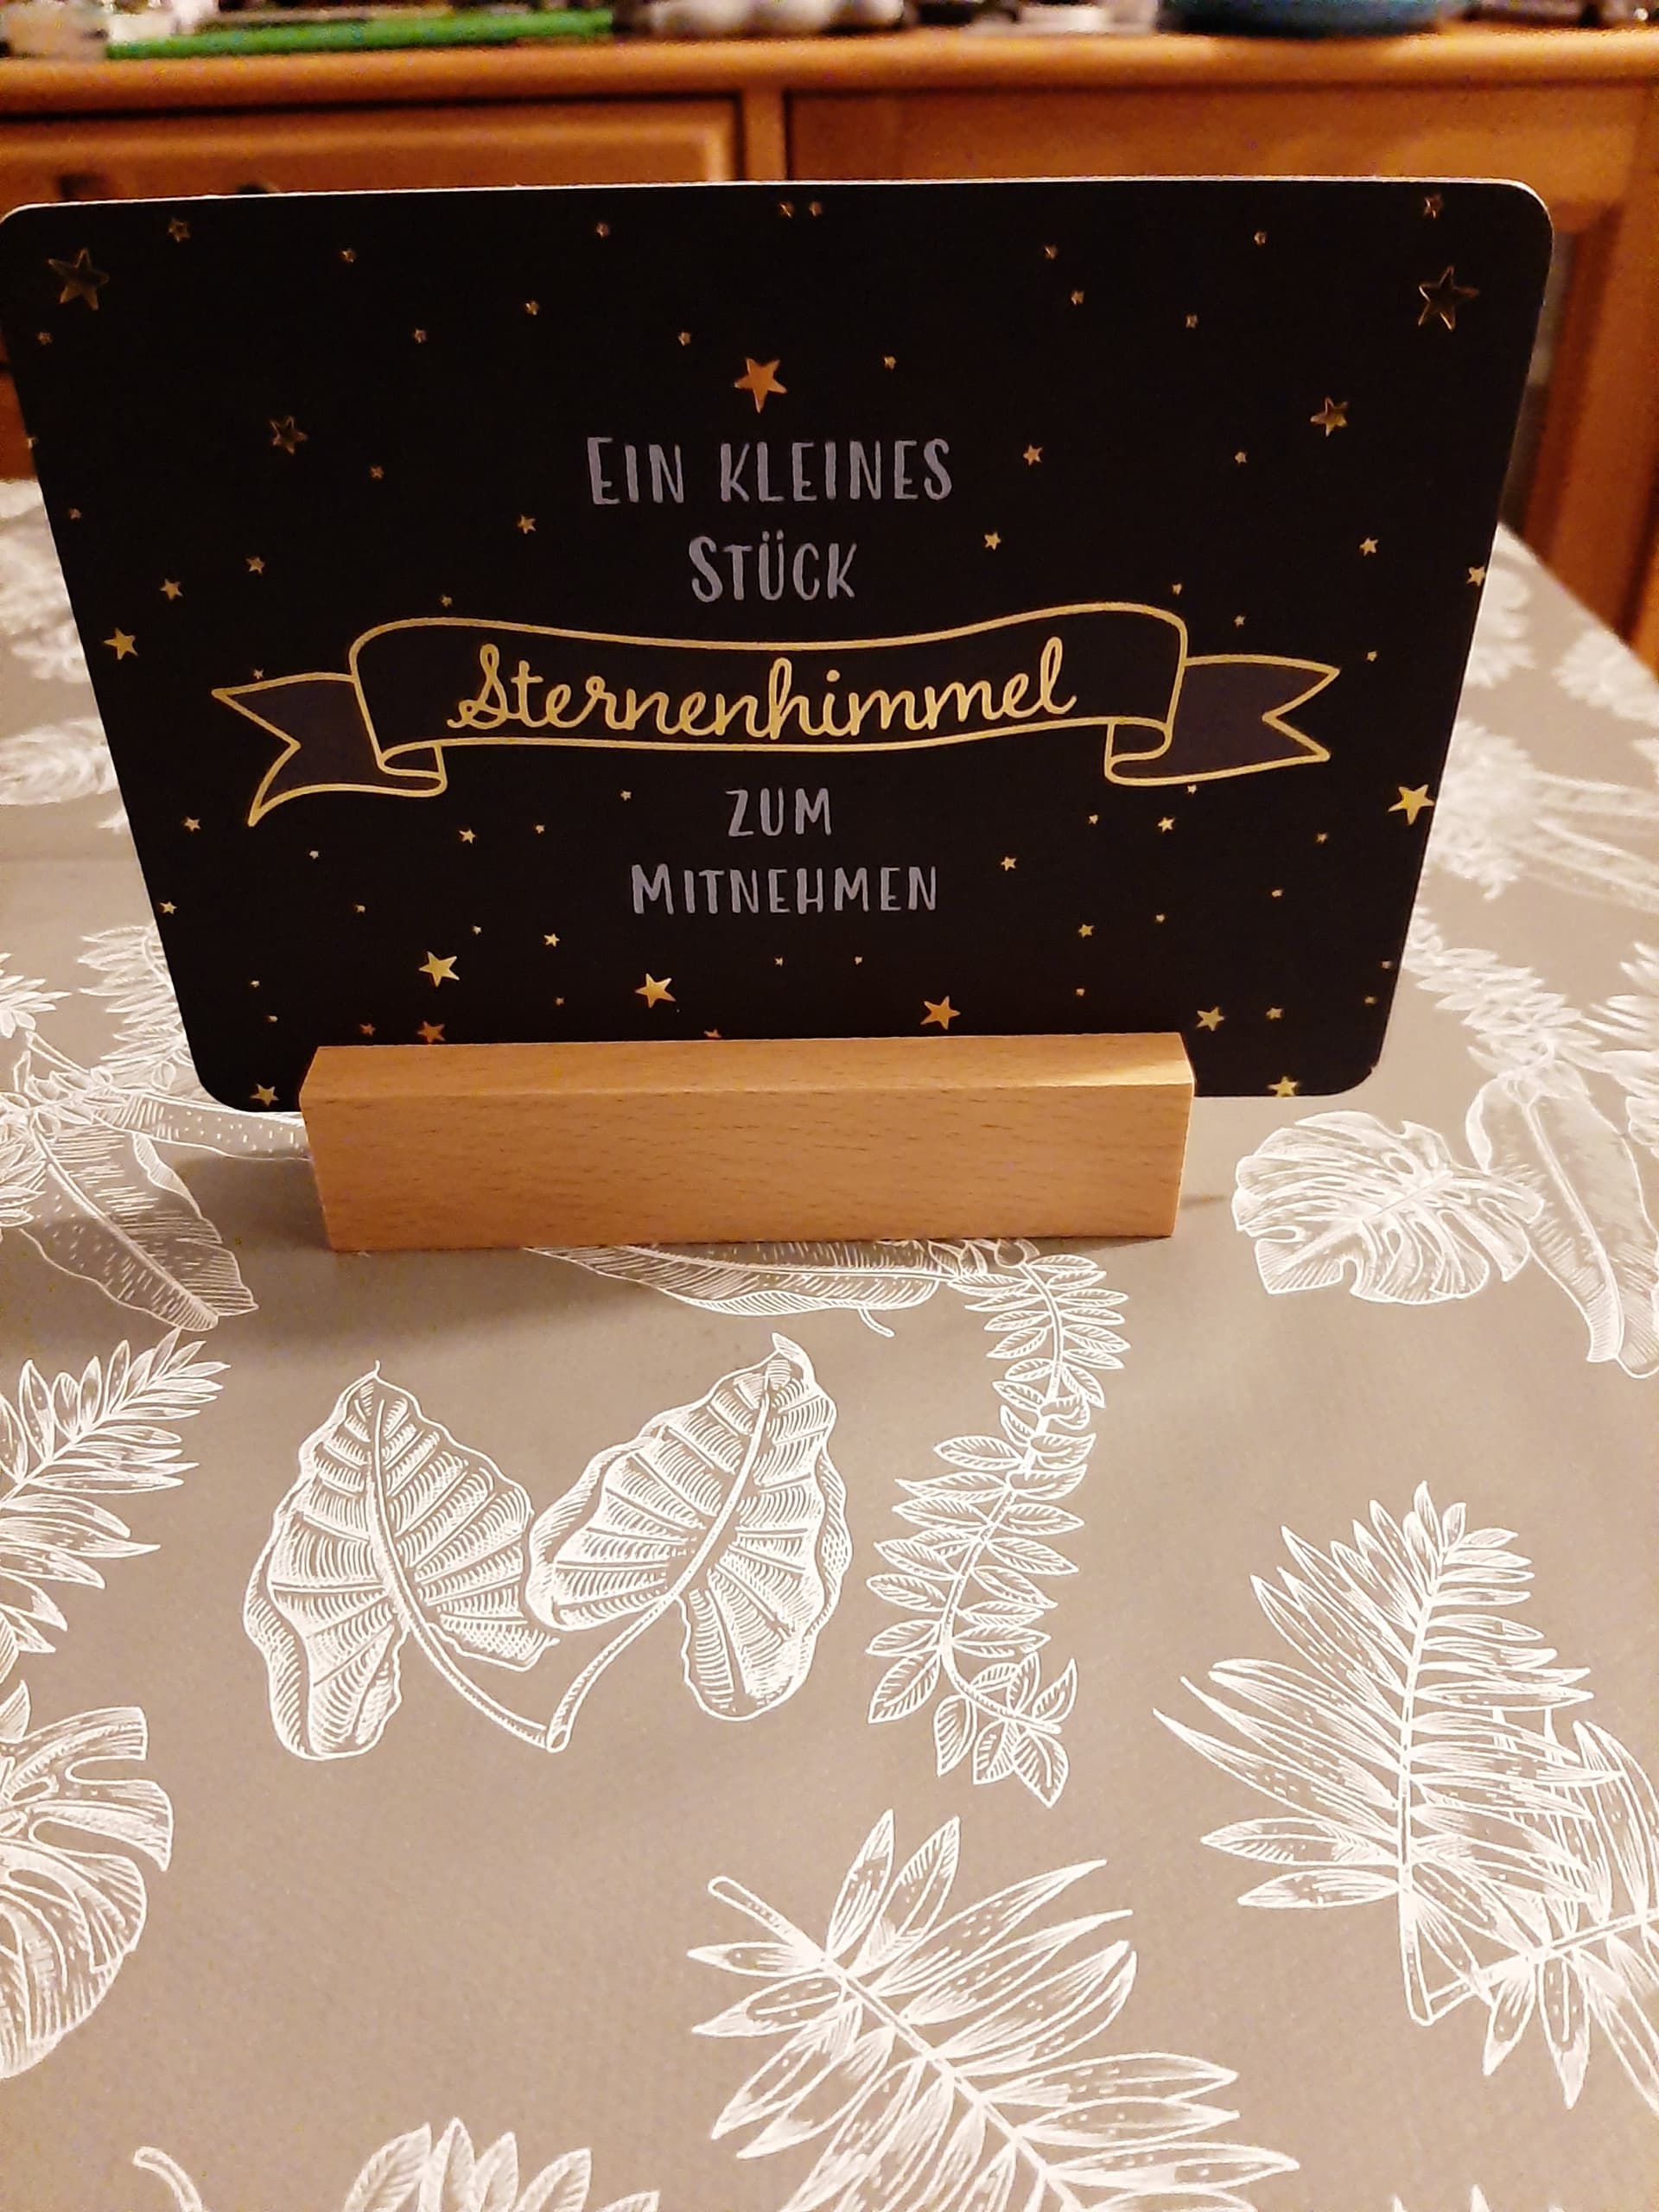 EIN KLEINES
STÜCK
Sternenhimmel
ZUM
MITNEHMEN